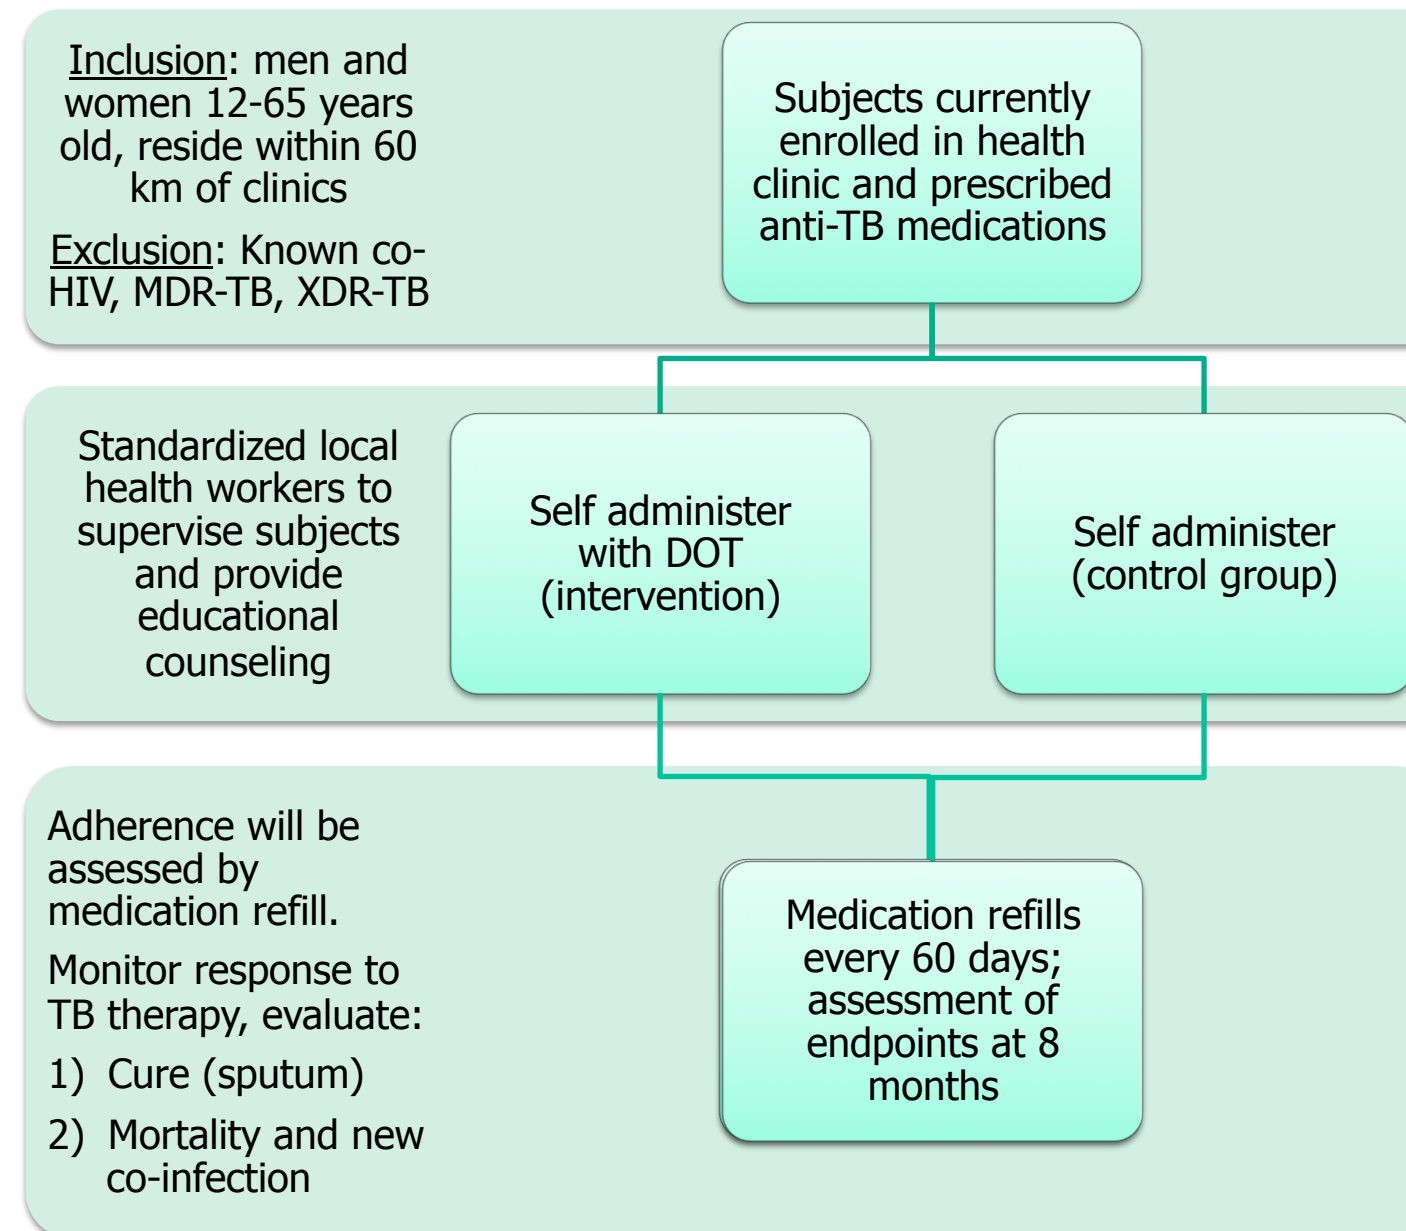 Inclusion: men and
women 12-65 years
old, reside within 60
km of clinics
Exclusion: Known co-
HIV, MDR-TB, XDR-TB
Subjects currently
enrolled in health
clinic and prescribed
anti-TB medications
Standardized local
health workers to
supervise subjects
and provide
educational
counseling
Self administer
with DOT
(intervention)
Self administer
(control group)
Adherence will be
assessed by
medication refill.
Monitor response to
TB therapy, evaluate:
1) Cure (sputum)
2) Mortality and new
co-infection
Medication refills
every 60 days;
assessment of
endpoints at 8
months